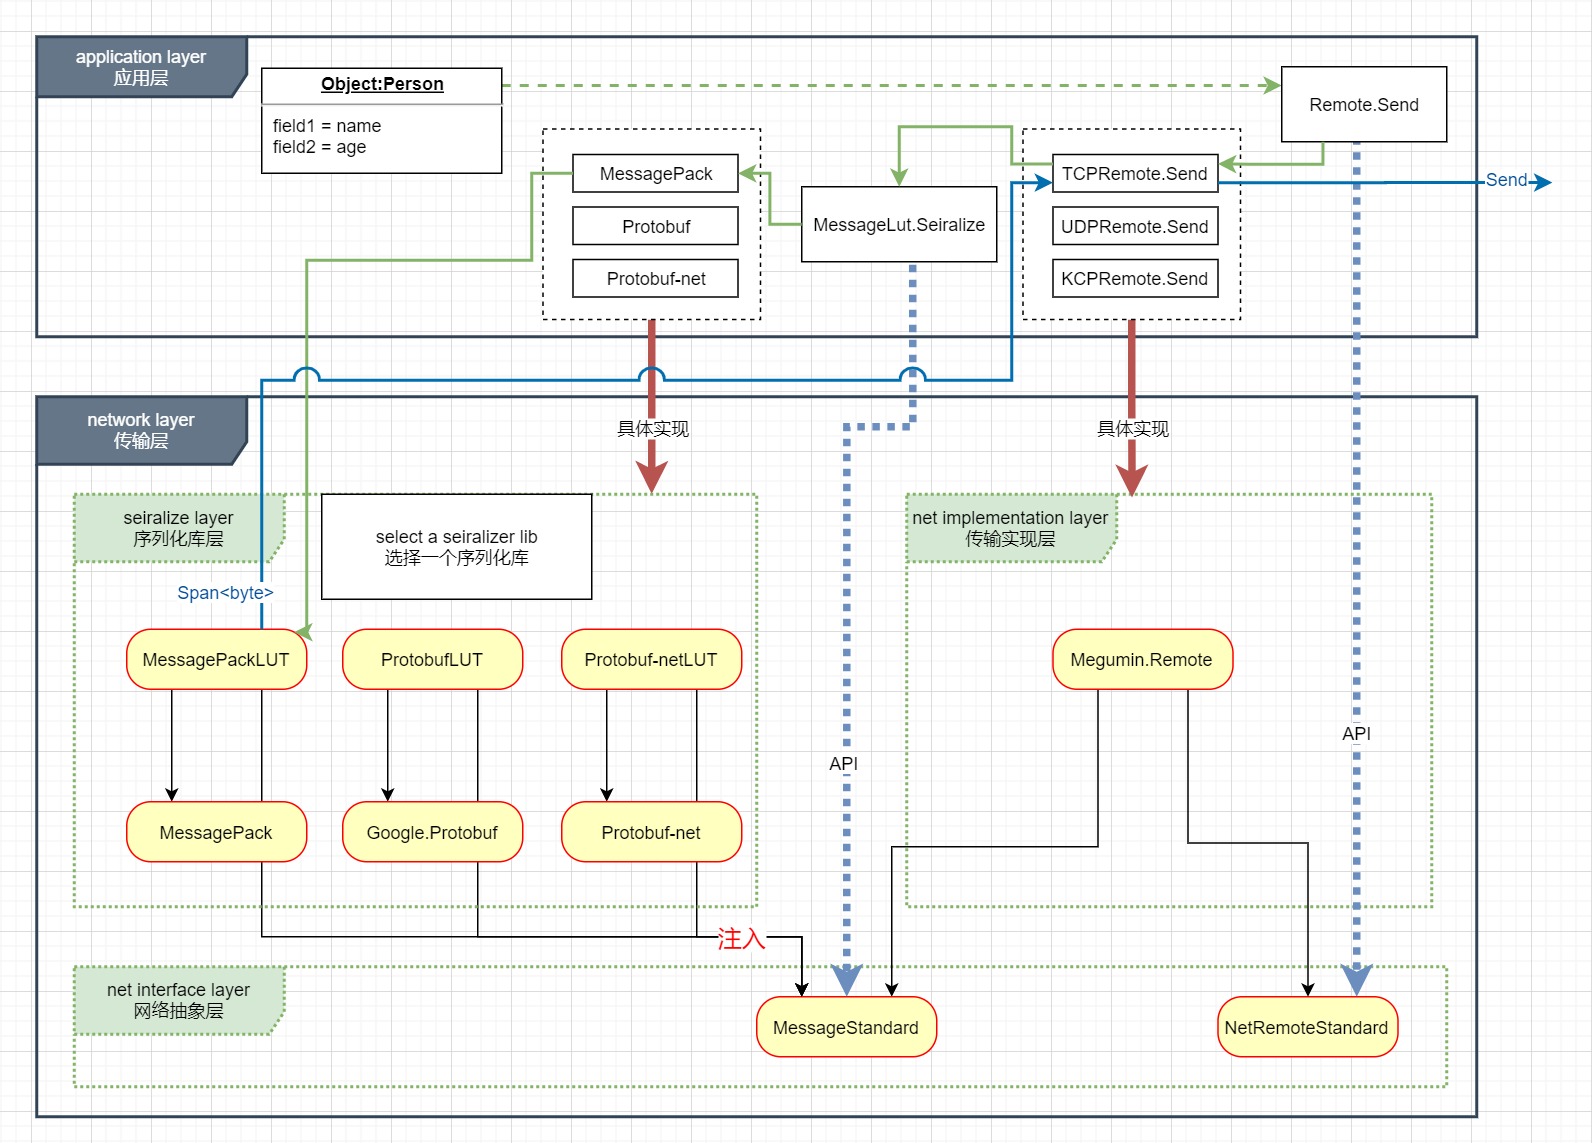 application layer
应用层
Object:Person
field1 = name
field2 = age
Remote.Send
MessagePack
Protobuf
Protobuf-net
MessageLut.Seiralize
TCPRemote.Send
UDPRemote.Send
KCPRemote.Send
Send
network layer
传输层
具体实现
具体实现
seiralize layer
序列化库层
select a seiralizer lib
选择一个序列化库
net implementation layer
传输实现层
Span<byte>
MessagePackLUT
ProtobufLUT
Protobuf-netLUT
Megumin.Remote
API
API
MessagePack
Google.Protobuf
Protobuf-net
注入
net interface layer
网络抽象层
MessageStandard
NetRemoteStandard